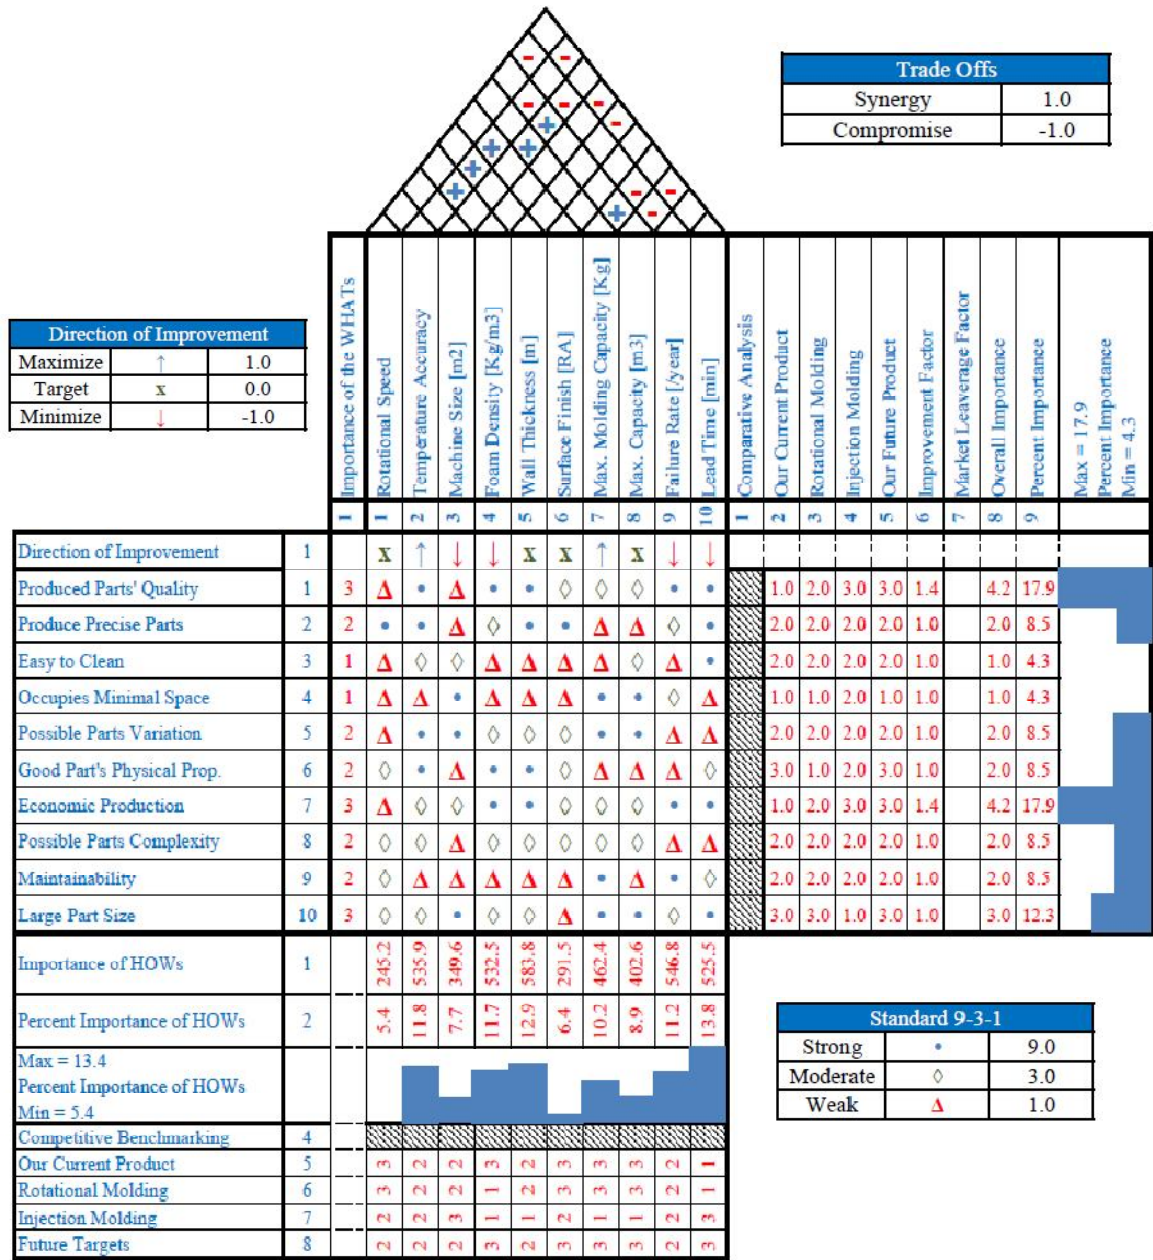 Trade Offs
Synergy 1.0
Compromise -1.0
Direction of Improvement
Maximize ↑ 1.0
Target x 0.0
Minimize ↓ -1.0
Importance of the WHATs
Rotational Speed
Temperature Accuracy
Machine Size [m2]
Foam Density [Kg/m3]
Wall Thickness [m]
Surface Finish [RA]
Max. Molding Capacity [Kg]
Max. Capacity [m3]
Failure Rate [/year]
Lead Time [min]
Comparative Analysis
Our Current Product
Rotational Molding
Injection Molding
Our Future Product
Improvement Factor
Market Leaverage Factor
Overall Importance
Percent Importance
Max = 17.9
Percent Importance
Min = 4.3
1 1 2 3 4 5 6 7 8 9 10 1 2 3 4 5 6 7 8 9
Direction of Improvement 1 x ↑ ↓ ↓ x x ↑ x ↓ ↓
Produced Parts' Quality 1 3 Δ • Δ • • ◊ ◊ ◊ • • 1.0 2.0 3.0 3.0 1.4 4.2 17.9
Produce Precise Parts 2 2 • • Δ ◊ • • Δ Δ ◊ • 2.0 2.0 2.0 2.0 1.0 2.0 8.5
Easy to Clean 3 1 Δ ◊ ◊ Δ Δ Δ Δ ◊ Δ • 2.0 2.0 2.0 2.0 1.0 1.0 4.3
Occupies Minimal Space 4 1 Δ Δ • Δ Δ Δ • • ◊ Δ 1.0 1.0 2.0 1.0 1.0 1.0 4.3
Possible Parts Variation 5 2 Δ • • ◊ ◊ ◊ • • Δ Δ 2.0 2.0 2.0 2.0 1.0 2.0 8.5
Good Part's Physical Prop. 6 2 ◊ • Δ • • ◊ Δ Δ Δ ◊ 3.0 1.0 2.0 3.0 1.0 2.0 8.5
Economic Production 7 3 Δ ◊ ◊ • • ◊ ◊ ◊ • • 1.0 2.0 3.0 3.0 1.4 4.2 17.9
Possible Parts Complexity 8 2 ◊ ◊ Δ ◊ ◊ ◊ ◊ ◊ Δ Δ 2.0 2.0 2.0 2.0 1.0 2.0 8.5
Maintainability 9 2 ◊ Δ Δ Δ Δ Δ • Δ • ◊ 2.0 2.0 2.0 2.0 1.0 2.0 8.5
Large Part Size 10 3 ◊ ◊ • ◊ ◊ Δ • • ◊ • 3.0 3.0 1.0 3.0 1.0 3.0 12.3
Importance of HOWs 1 245.2 535.9 349.6 532.5 583.8 291.5 462.4 402.6 546.8 525.5
Percent Importance of HOWs 2 5.4 11.8 7.7 11.7 12.9 6.4 10.2 8.9 11.2 13.8
Max = 13.4
Percent Importance of HOWs
Min = 5.4
Competitive Benchmarking 4
Our Current Product 5 3 2 2 3 2 3 3 3 2 1
Rotational Molding 6 3 2 2 1 2 3 3 3 2 1
Injection Molding 7 2 2 3 1 1 2 1 1 2 3
Future Targets 8 2 2 2 3 2 3 3 3 2 3
Standard 9-3-1
Strong • 9.0
Moderate ◊ 3.0
Weak Δ 1.0